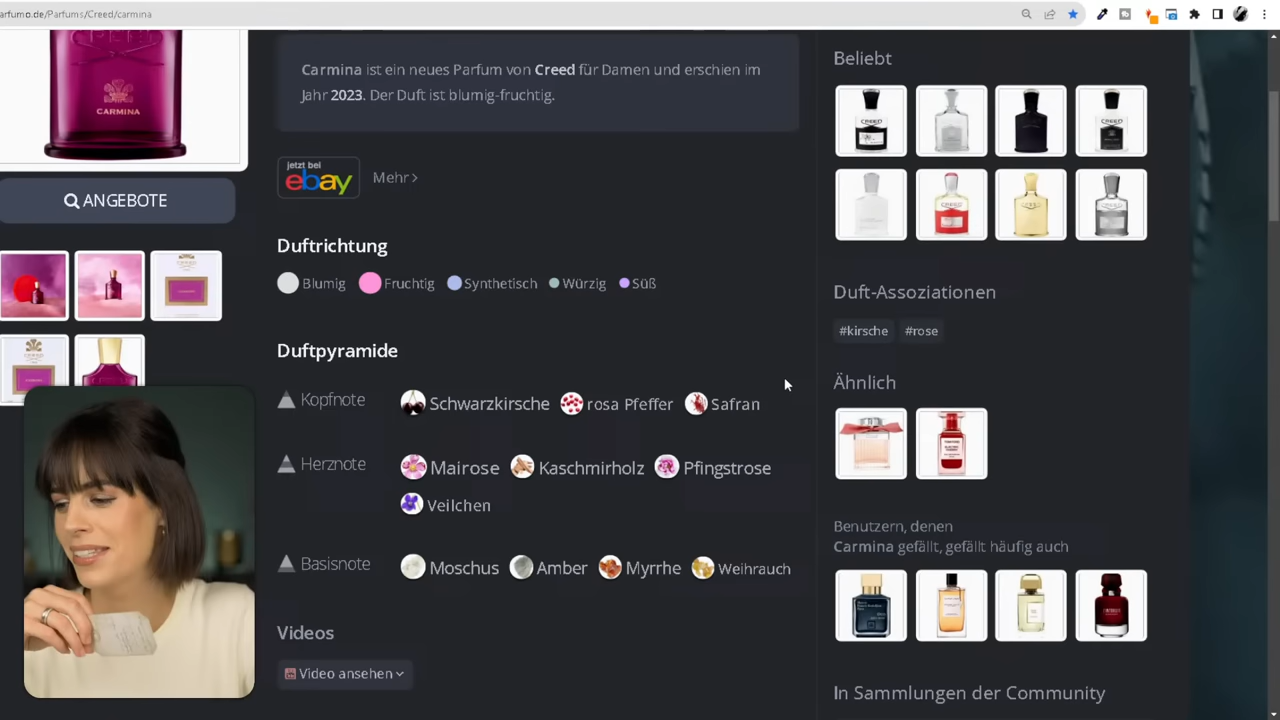 arfumo.de/Parfums/Creed/carmina
CREED
CARMINA
ANGEBOTE
Carmina ist ein neues Parfum von Creed für Damen und erschien im
Jahr 2023. Der Duft ist blumig-fruchtig.
jetzt bei
ebay
Mehr >
Duftrichtung
Blumig Fruchtig Synthetisch Würzig Süß
Duftpyramide
Kopfnote Schwarzkirsche rosa Pfeffer Safran
Herznote Mairose Kaschmirholz Pfingstrose
Veilchen
Basisnote Moschus Amber Myrrhe Weihrauch
Videos
Video ansehen
Beliebt
Duft-Assoziationen
#kirsche #rose
Ähnlich
Benutzern, denen
Carmina gefällt, gefällt häufig auch
In Sammlungen der Community